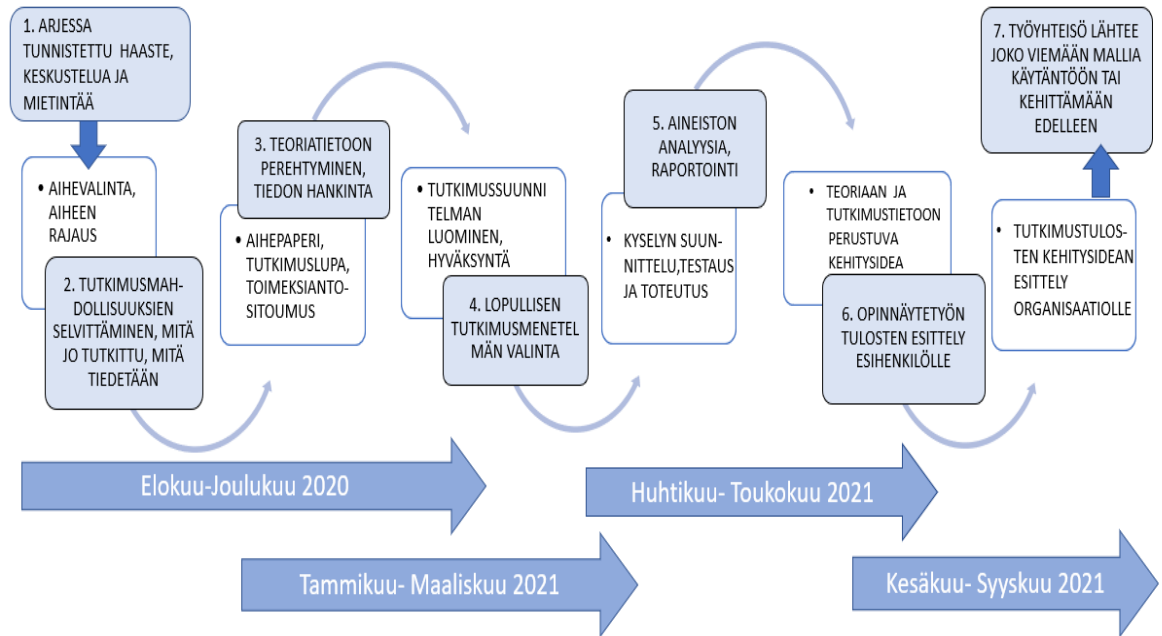 1. ARJESSA
TUNNISTETTU HAASTE,
KESKUSTELUA JA
MIETINTÄÄ
• AIHEVALINTA,
AIHEEN
RAJAUS
2. TUTKIMUSMAH-
DOLLISUUKSIEN
SELVITTÄMINEN, MITÄ
JO TUTKITTU, MITÄ
TIEDETÄÄN
3. TEORIATIETOON
PEREHTYMINEN,
TIEDON HANKINTA
• AIHEPAPERI,
TUTKIMUSLUPA,
TOIMEKSIANTO-
SITOUMUS
• TUTKIMUSSUUNNI
TELMAN
LUOMINEN,
HYVÄKSYNTÄ
4. LOPULLISEN
TUTKIMUSMENETEL
MÄN VALINTA
5. AINEISTON
ANALYYSIA,
RAPORTOINTI
• KYSELYN SUUN-
NITTELU,TESTAUS
JA TOTEUTUS
• TEORIAAN JA
TUTKIMUSTIETOON
PERUSTUVA
KEHITYSIDEA
6. OPINNÄYTETYÖN
TULOSTEN ESITTELY
ESIHENKILÖLLE
7. TYÖYHTEISÖ LÄHTEE
JOKO VIEMÄÄN MALLIA
KÄYTÄNTÖÖN TAI
KEHITTÄMÄÄN
EDELLEEN
• TUTKIMUSTULOS-
TEN KEHITYSIDEAN
ESITTELY
ORGANISAATIOLLE
Elokuu-Joulukuu 2020
Huhtikuu- Toukokuu 2021
Tammikuu- Maaliskuu 2021
Kesäkuu- Syyskuu 2021